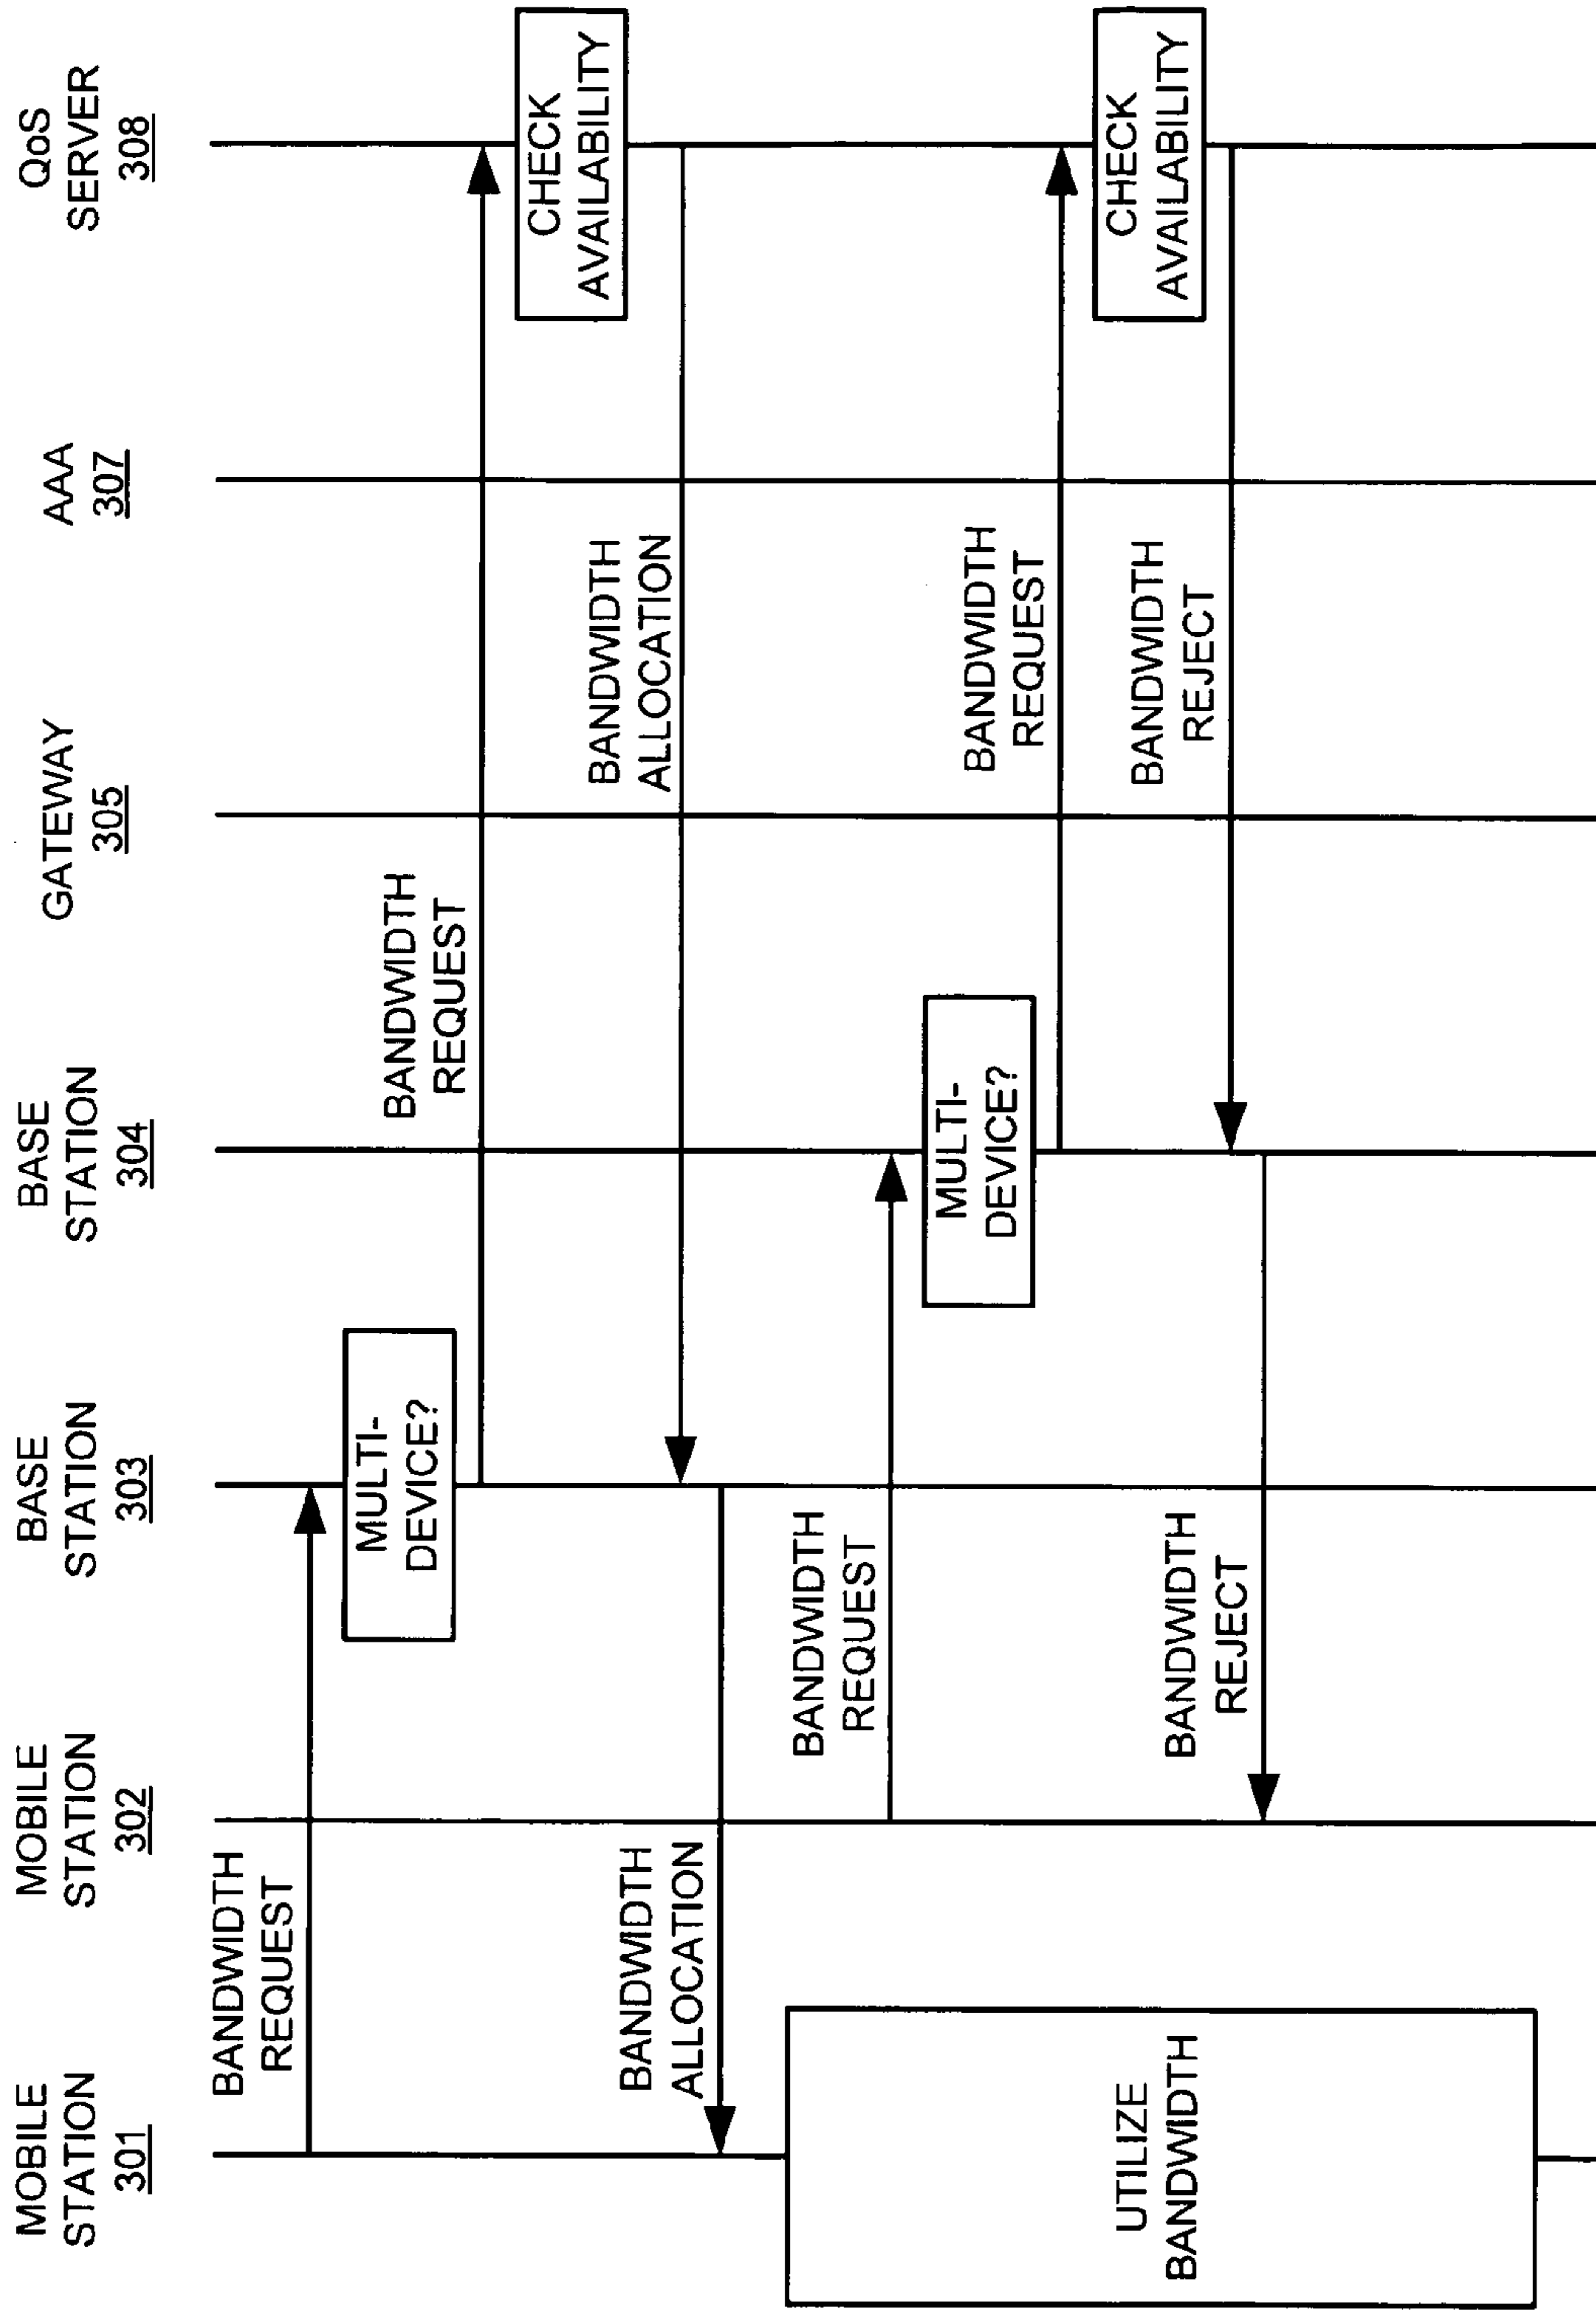 MOBILE
STATION
301
MOBILE
STATION
302
BASE
STATION
303
BASE
STATION
304
GATEWAY
305
AAA
307
QoS
SERVER
308
BANDWIDTH
REQUEST
MULTI-
DEVICE?
BANDWIDTH
REQUEST
CHECK
AVAILABILITY
BANDWIDTH
ALLOCATION
BANDWIDTH
ALLOCATION
UTILIZE
BANDWIDTH
BANDWIDTH
REQUEST
MULTI-
DEVICE?
BANDWIDTH
REQUEST
CHECK
AVAILABILITY
BANDWIDTH
REJECT
BANDWIDTH
REJECT